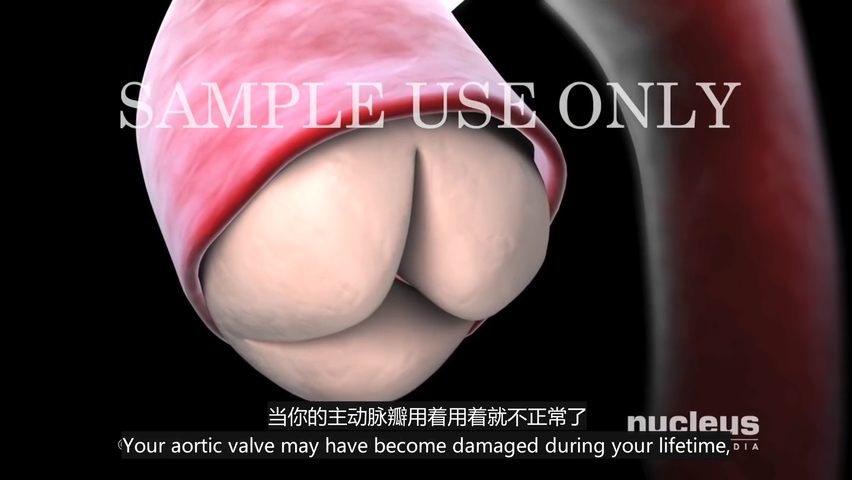 SAMPLE USE ONLY
当你的主动脉瓣用着用着就不正常了
Your aortic valve may have become damaged during your lifetime,
nucleus
DIA